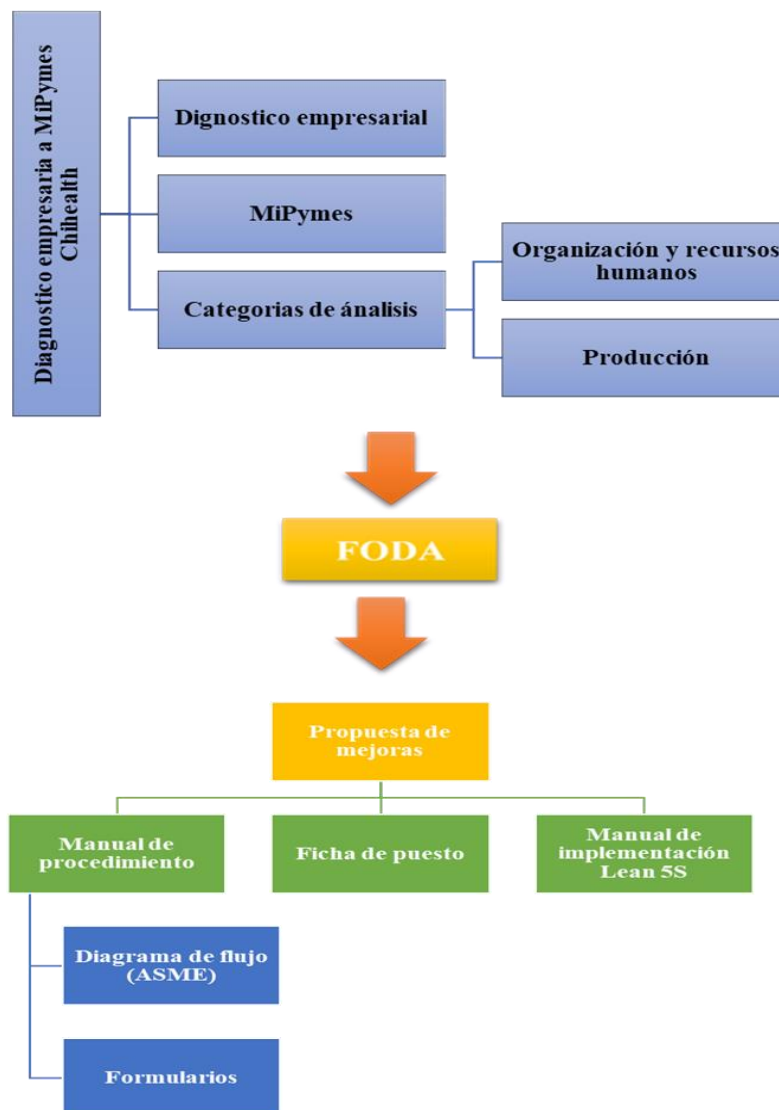 Diagnostico empresaria a MiPymes
Chihealth
Dignostico empresarial
MiPymes
Categorias de ánalisis
Organización y recursos
humanos
Producción
FODA
Propuesta de
mejoras
Manual de
procedimiento
Ficha de puesto
Manual de
implementación
Lean 5S
Diagrama de flujo
(ASME)
Formularios